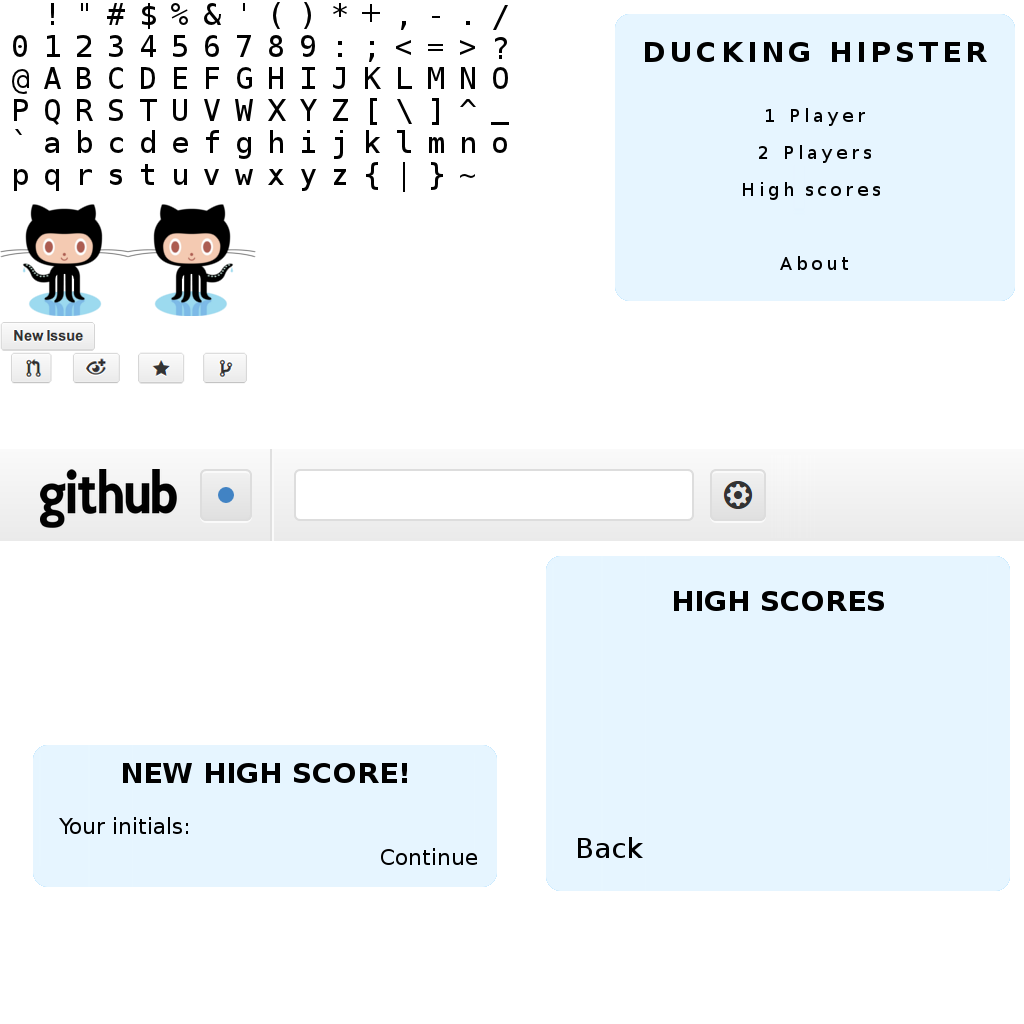 ! " # $ % & ' ( ) * + , - . /
0 1 2 3 4 5 6 7 8 9 : ; < = > ?
@ A B C D E F G H I J K L M N O
P Q R S T U V W X Y Z [ \ ] ^ _
` a b c d e f g h i j k l m n o
p q r s t u v w x y z { | } ~
DUCKING HIPSTER
1 Player
2 Players
High scores
About
New Issue
github
HIGH SCORES
Back
NEW HIGH SCORE!
Your initials:
Continue